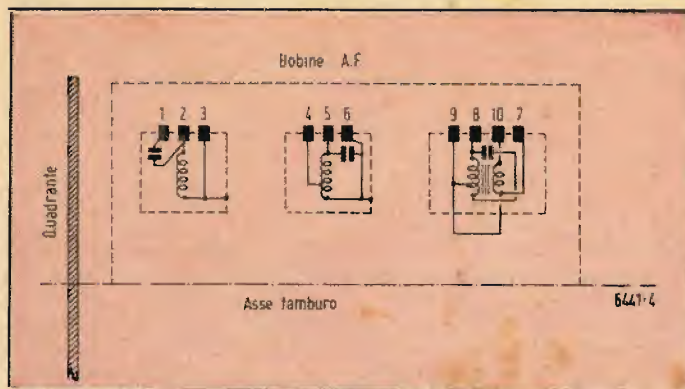 Bobine A.F
1 2 3 4 5 6 9 8 10 7
Quadrante
Asse tamburo
6441-4